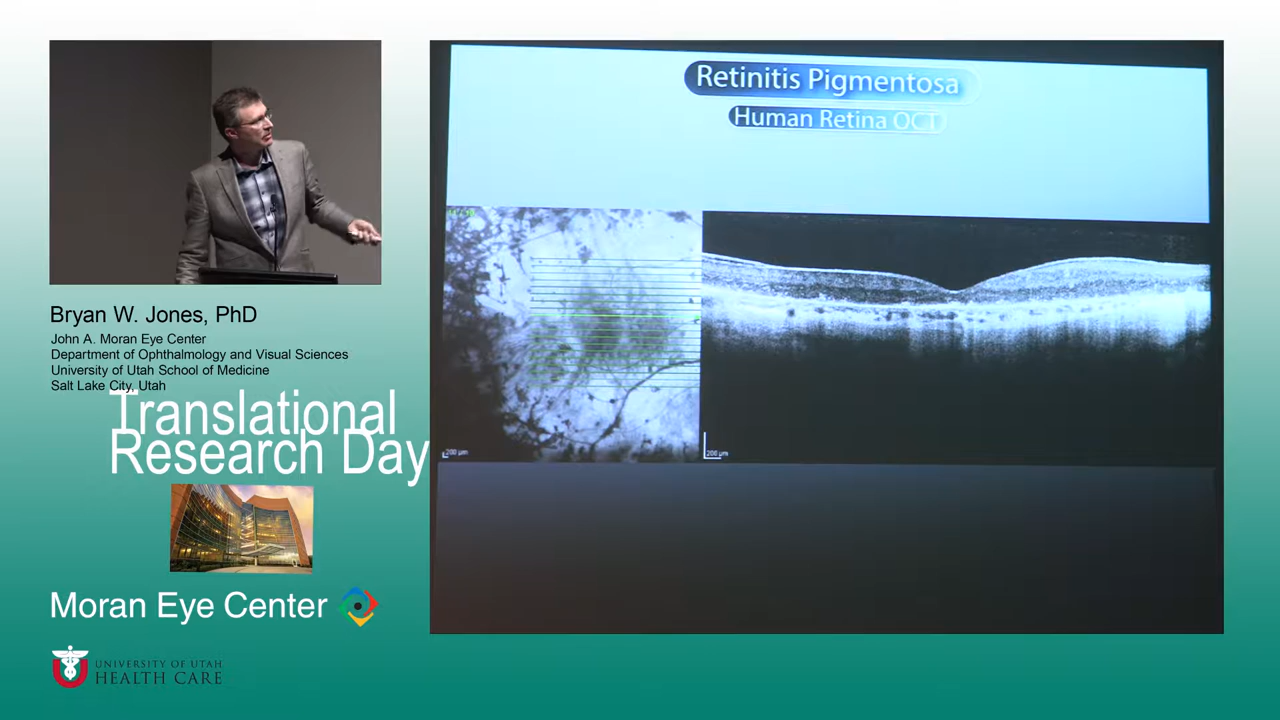 Retinitis Pigmentosa
Human Retina OCT
200 µm
200 µm
Bryan W. Jones, PhD
John A. Moran Eye Center
Department of Ophthalmology and Visual Sciences
University of Utah School of Medicine
Salt Lake City, Utah
Translational
Research Day
Moran Eye Center
UNIVERSITY OF UTAH
HEALTH CARE